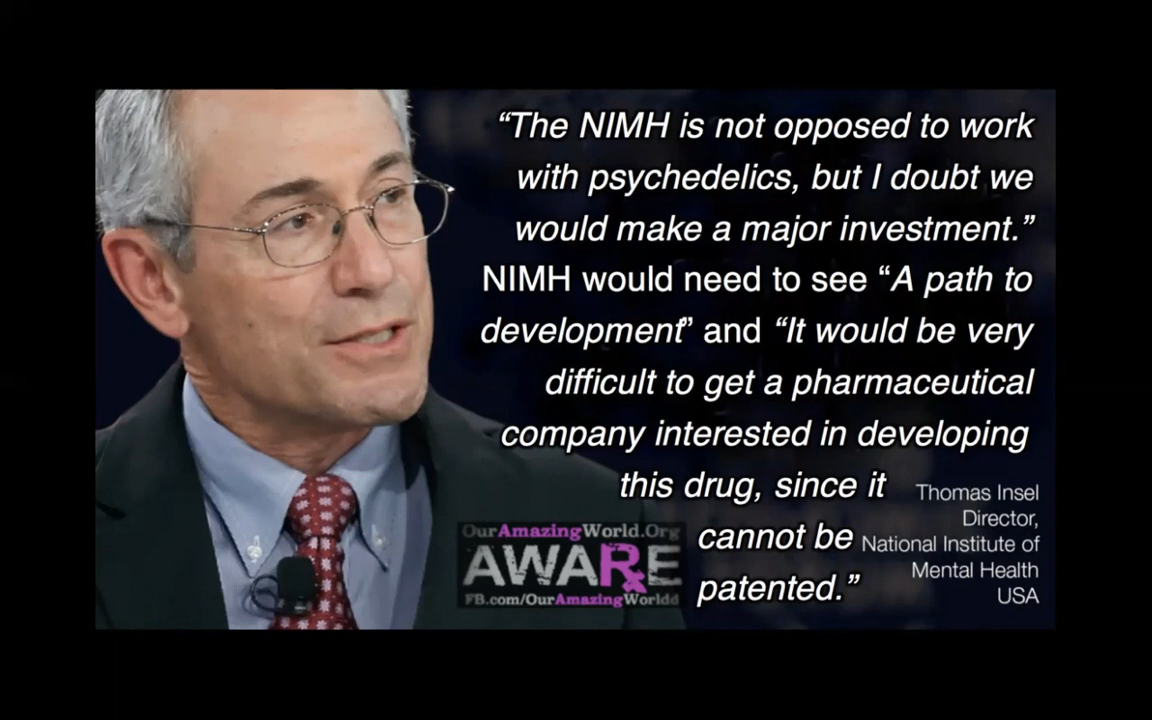 “The NIMH is not opposed to work
with psychedelics, but I doubt we
would make a major investment.”
NIMH would need to see “A path to
development” and “It would be very
difficult to get a pharmaceutical
company interested in developing
this drug, since it
cannot be
patented.”
Thomas Insel
Director,
National Institute of
Mental Health
USA
OurAmazingWorld.Org
AWARE
FB.com/OurAmazingWorldd